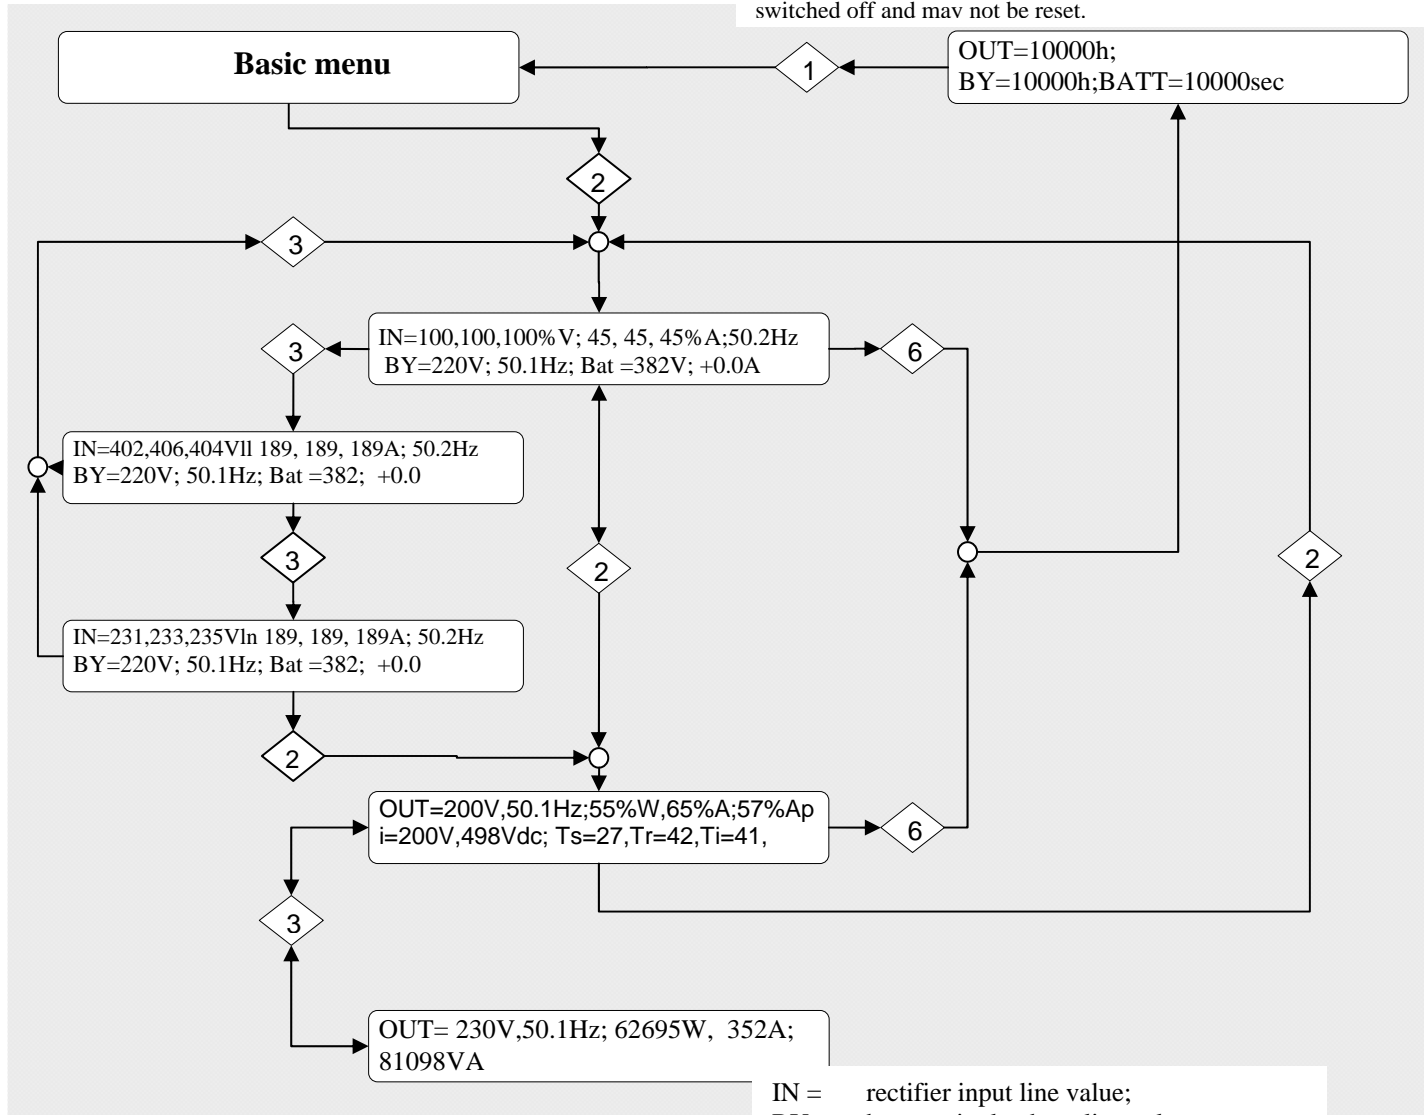 switched off and may not be reset.
Basic menu
1
OUT=10000h;
BY=10000h;BATT=10000sec
2
3
IN=100,100,100%V; 45, 45, 45%A;50.2Hz
BY=220V; 50.1Hz; Bat =382V; +0.0A
3
6
IN=402,406,404Vll 189, 189, 189A; 50.2Hz
BY=220V; 50.1Hz; Bat =382; +0.0
3
2
2
IN=231,233,235Vln 189, 189, 189A; 50.2Hz
BY=220V; 50.1Hz; Bat =382; +0.0
2
OUT=200V,50.1Hz;55%W,65%A;57%Ap
i=200V,498Vdc; Ts=27,Tr=42,Ti=41,
6
3
OUT= 230V,50.1Hz; 62695W, 352A;
81098VA
IN = rectifier input line value;